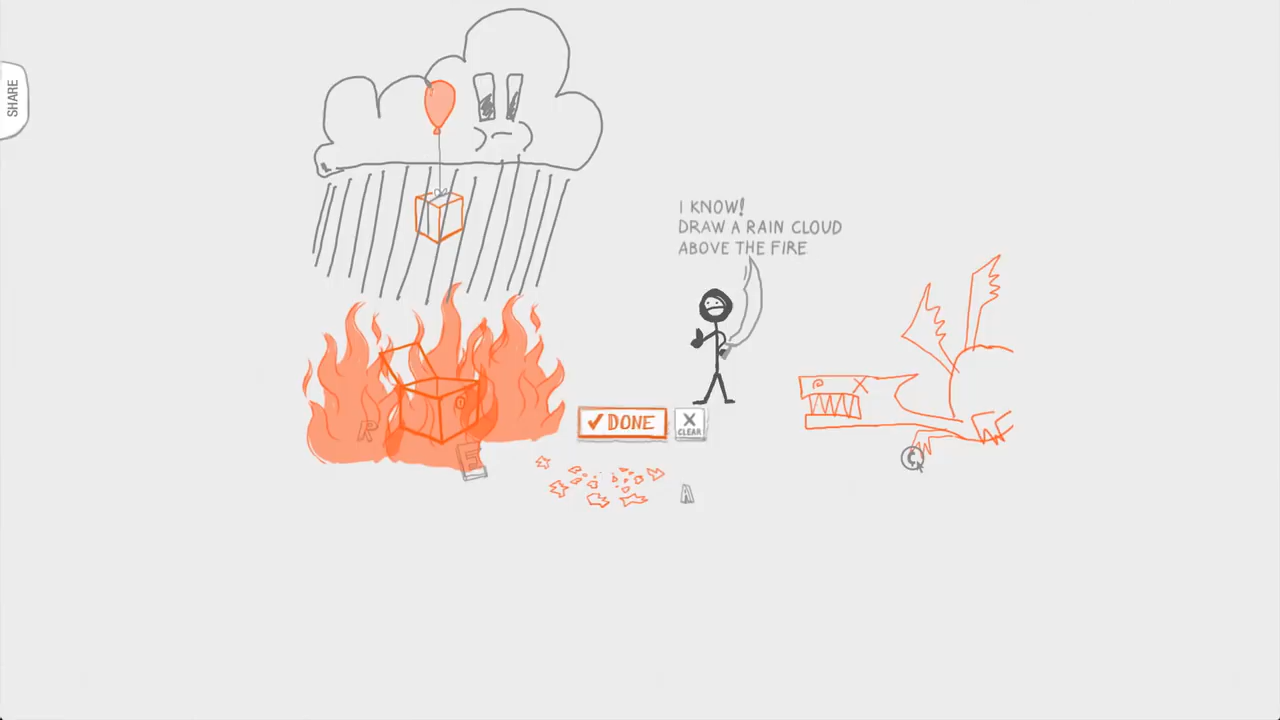 SHARE
I KNOW!
DRAW A RAIN CLOUD
ABOVE THE FIRE
DONE
X
CLEAR
R
E
A